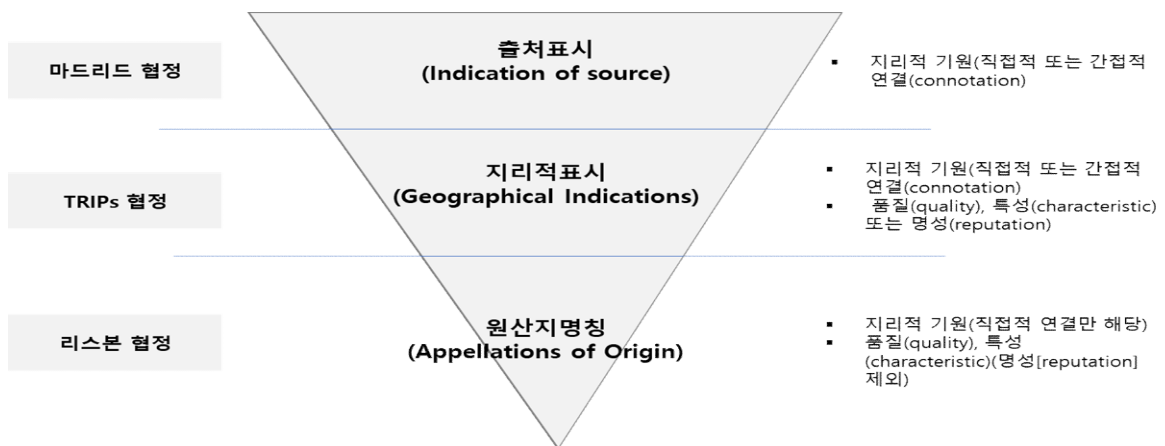 마드리드 협정
출처표시
(Indication of source)
▪ 지리적 기원(직접적 또는 간접적
연결(connotation)
TRIPs 협정
지리적표시
(Geographical Indications)
▪ 지리적 기원(직접적 또는 간접적
연결(connotation)
▪ 품질(quality), 특성(characteristic)
또는 명성(reputation)
리스본 협정
원산지명칭
(Appellations of Origin)
▪ 지리적 기원(직접적 연결만 해당)
▪ 품질(quality), 특성
(characteristic)(명성[reputation]
제외)